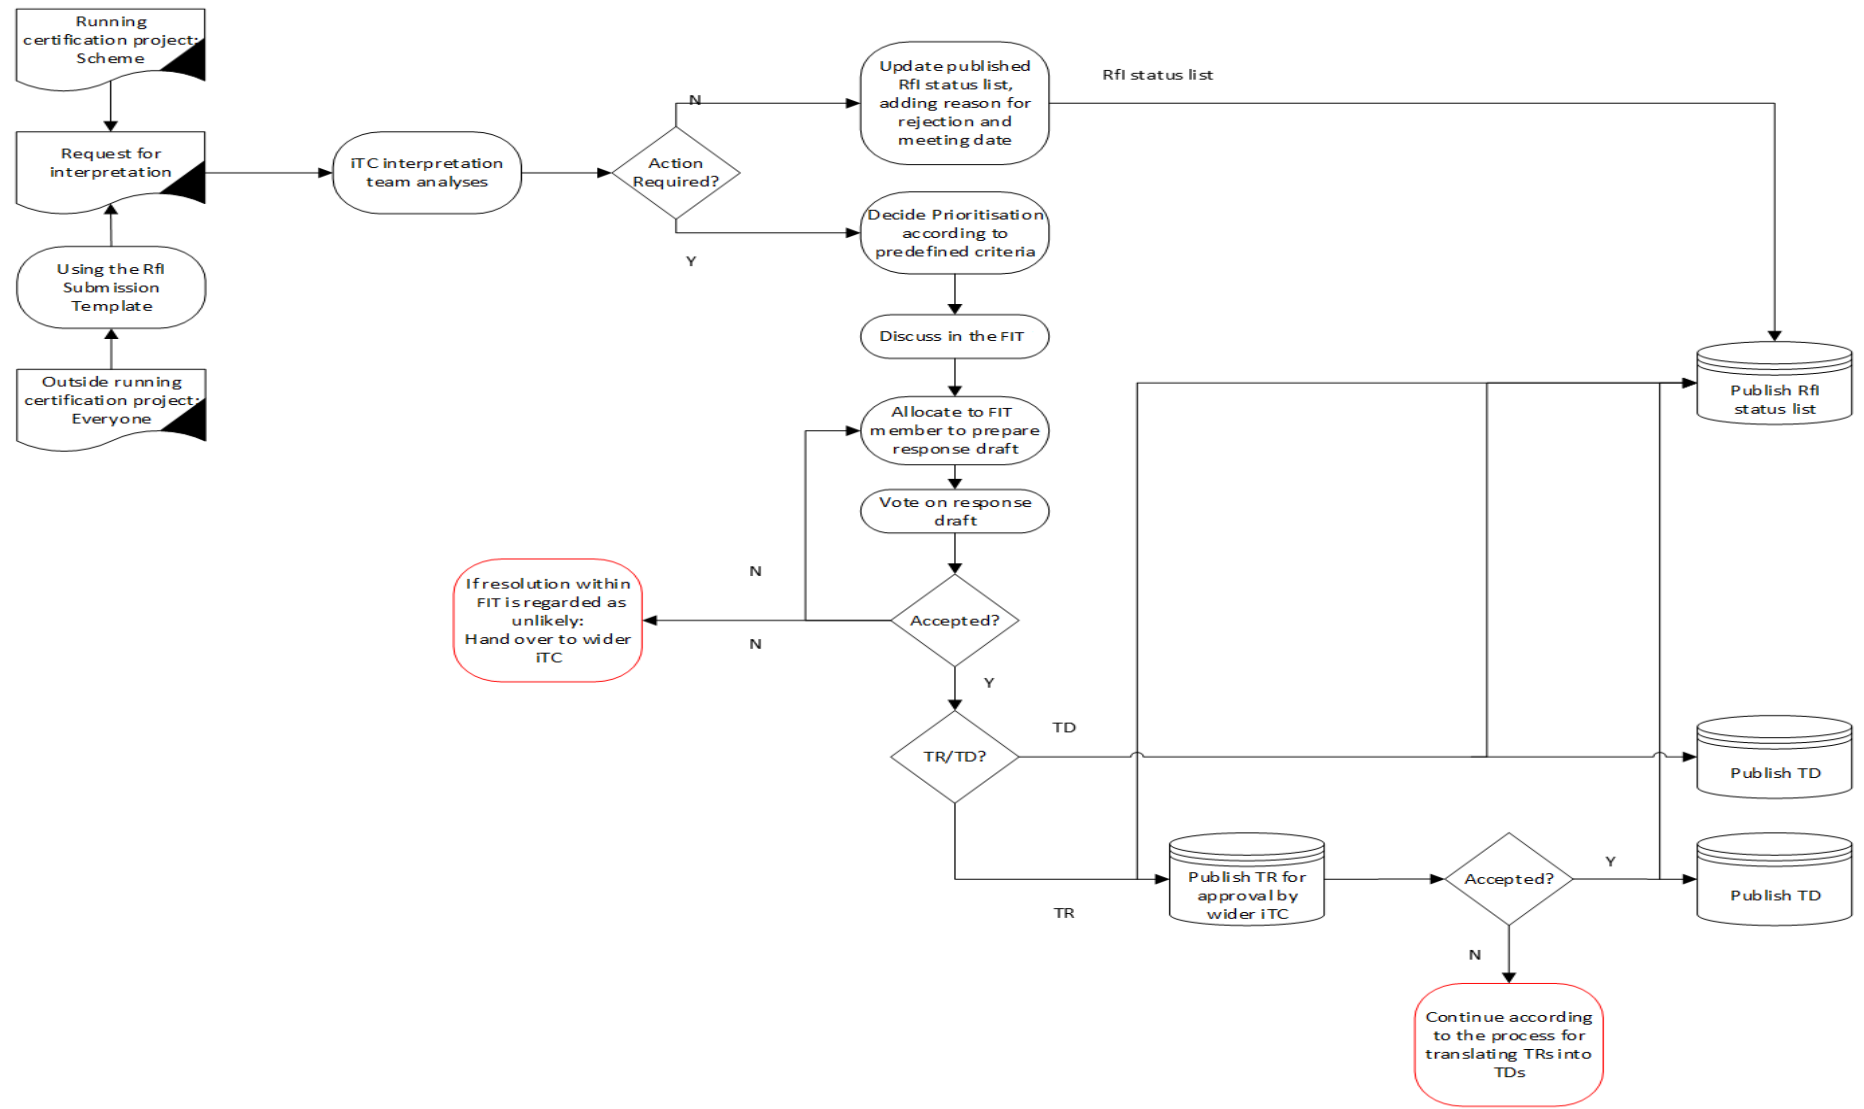 Running
certification project:
Scheme
Request for
interpretation
Using the RfI
Submission
Template
Outside running
certification project:
Everyone
iTC interpretation
team analyses
Action
Required?
N
Y
Update published
RfI status list,
adding reason for
rejection and
meeting date
RfI status list
Decide Prioritisation
according to
predefined criteria
Discuss in the FIT
Allocate to FIT
member to prepare
response draft
Vote on response
draft
Accepted?
N
N
Y
If resolution within
FIT is regarded as
unlikely:
Hand over to wider
iTC
TR/TD?
TD
TR
Publish RfI
status list
Publish TD
Publish TR for
approval by
wider iTC
Accepted?
Y
N
Publish TD
Continue according
to the process for
translating TRs into
TDs